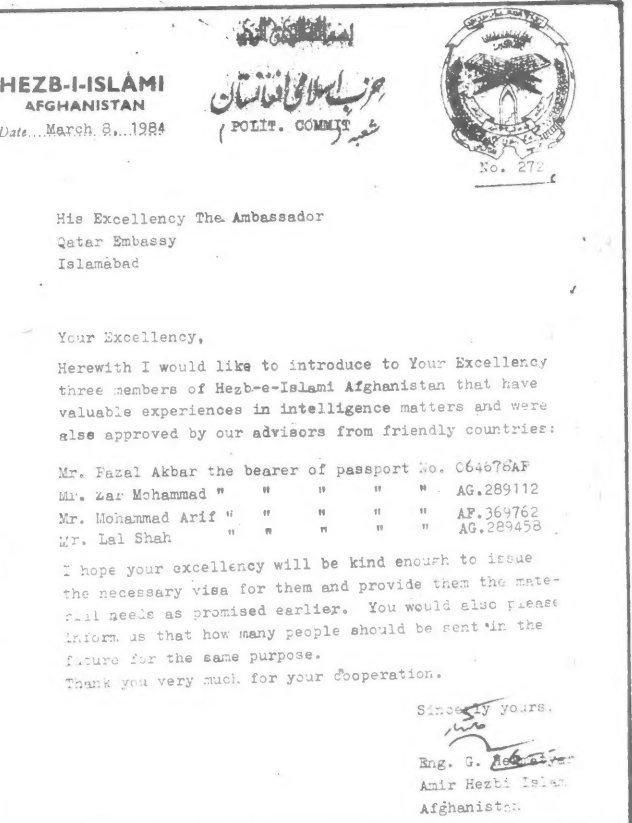 HEZB-I-ISLAMI
AFGHANISTAN
Date... March 8, 1984
حزب اسلامی افغانستان
( POLIT. COMMIT ) شعبه
No. 272
His Excellency The Ambassador
Qatar Embassy
Islamabad
Your Excellency,
Herewith I would like to introduce to Your Excellency
three members of Hezb-e-Islami Afghanistan that have
valuable experiences in intelligence matters and were
also approved by our advisors from friendly countries:
Mr. Fazal Akbar the bearer of passport No. 064678AF
Mr. Zar Mohammad " " " " " AG.289112
Mr. Mohammad Arif " " " " " AF.369762
Mr. Lal Shah " " " " " AG.289458
I hope your excellency will be kind enough to issue
the necessary visa for them and provide them the mate-
rial needs as promised earlier. You would also please
inform us that how many people should be sent in the
future for the same purpose.
Thank you very much for your cooperation.
Sincerly yours.
Eng. G. Hekmatyar
Amir Hezbi Islam
Afghanistan